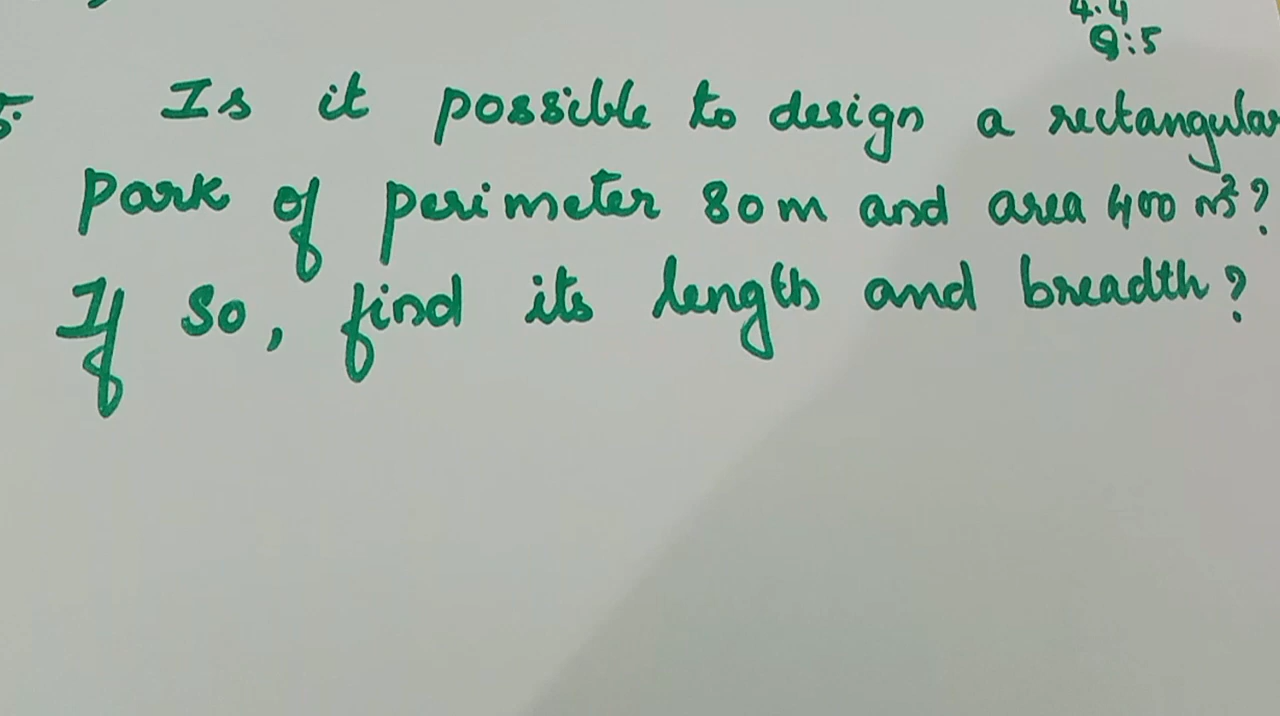 4.4
Q:5
5. Is it possible to design a rectangular
park of perimeter 80m and area 400 m²?
If so, find its length and breadth?